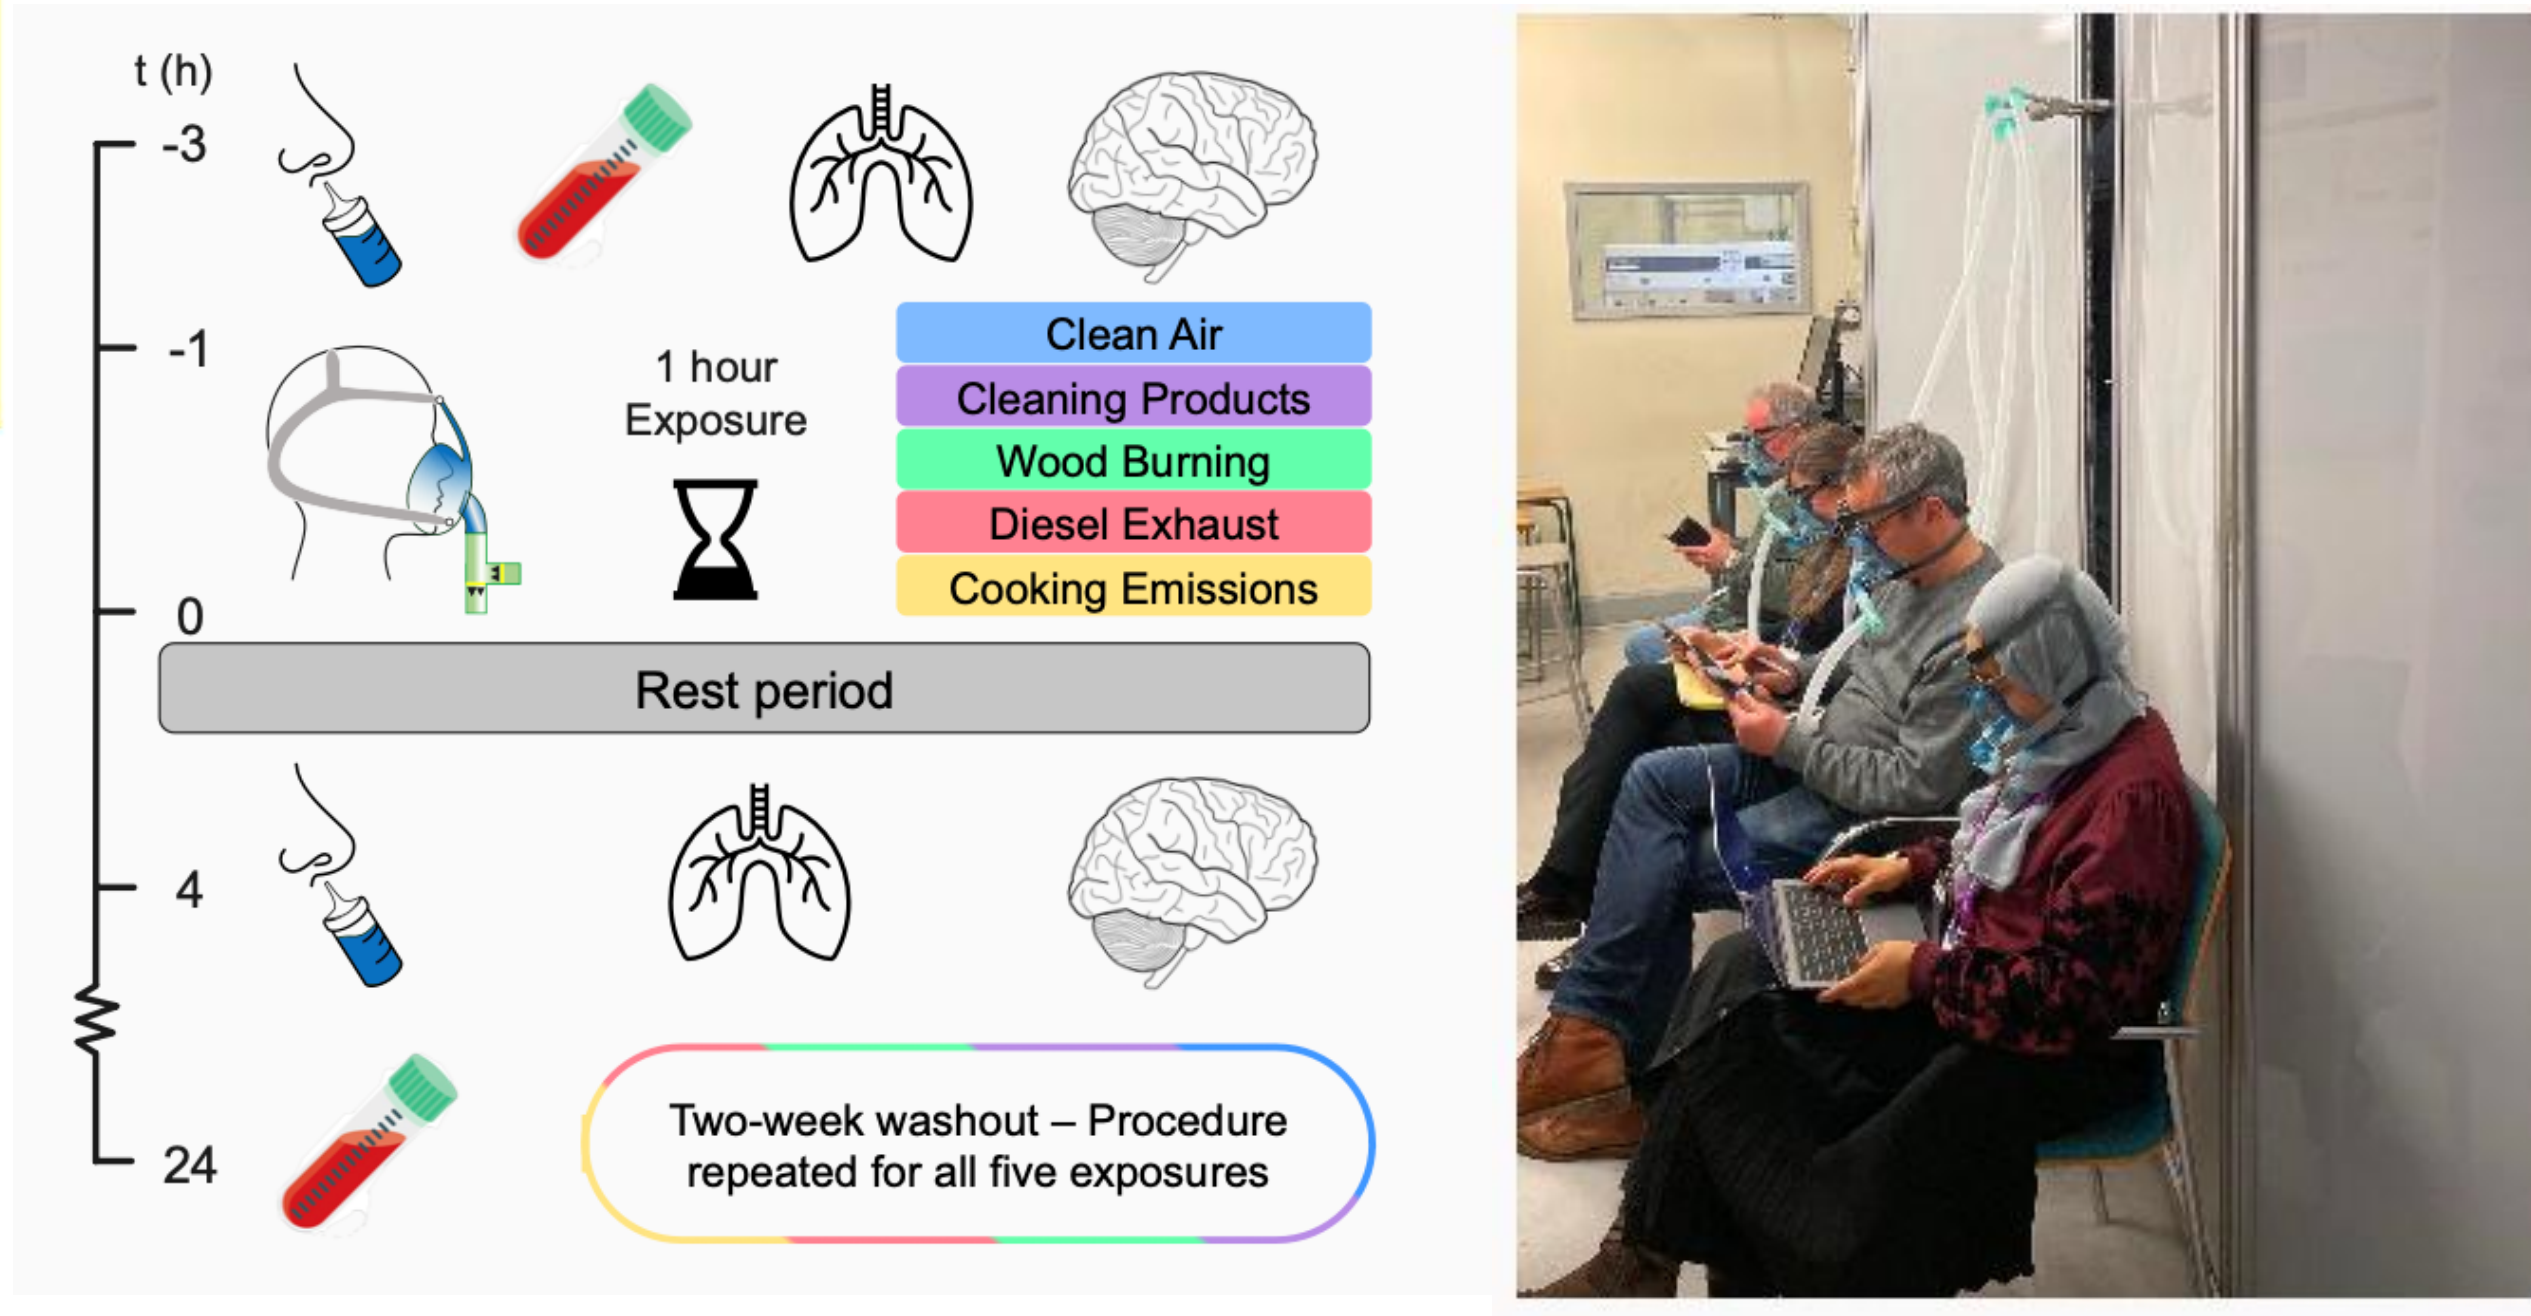 t (h)
-3
-1
1 hour
Exposure
Clean Air
Cleaning Products
Wood Burning
Diesel Exhaust
Cooking Emissions
0
Rest period
4
24
Two-week washout – Procedure
repeated for all five exposures